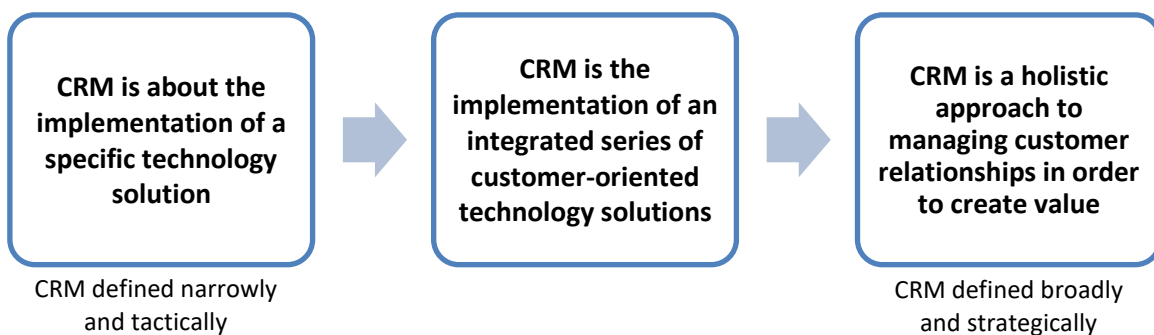 CRM is about the
implementation of a
specific technology
solution
CRM defined narrowly
and tactically
CRM is the
implementation of an
integrated series of
customer-oriented
technology solutions
CRM is a holistic
approach to
managing customer
relationships in order
to create value
CRM defined broadly
and strategically